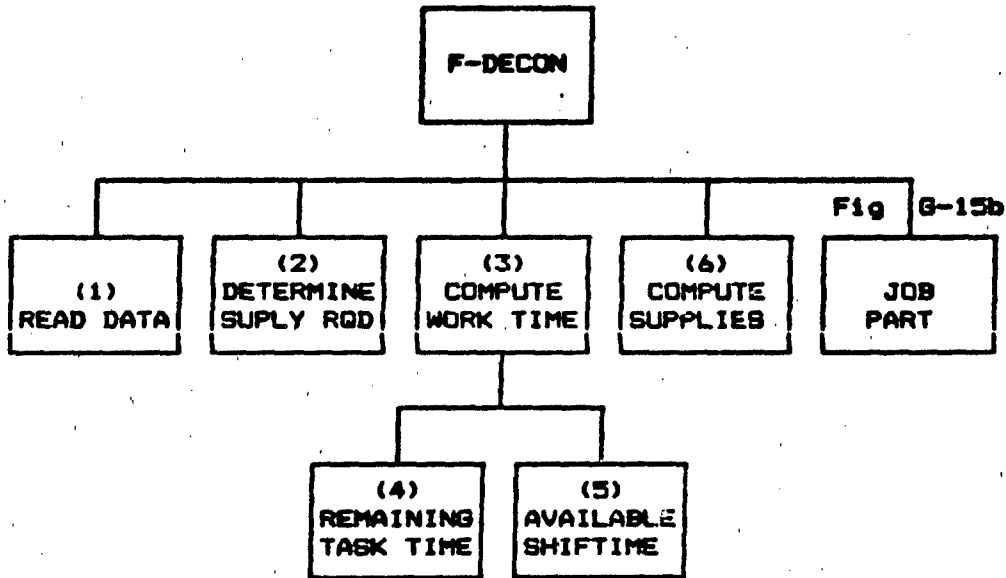 F-DECON
Fig G-15b
(1)
READ DATA
(2)
DETERMINE
SUPLY RQD
(3)
COMPUTE
WORK TIME
(6)
COMPUTE
SUPPLIES
JOB
PART
(4)
REMAINING
TASK TIME
(5)
AVAILABLE
SHIFTIME